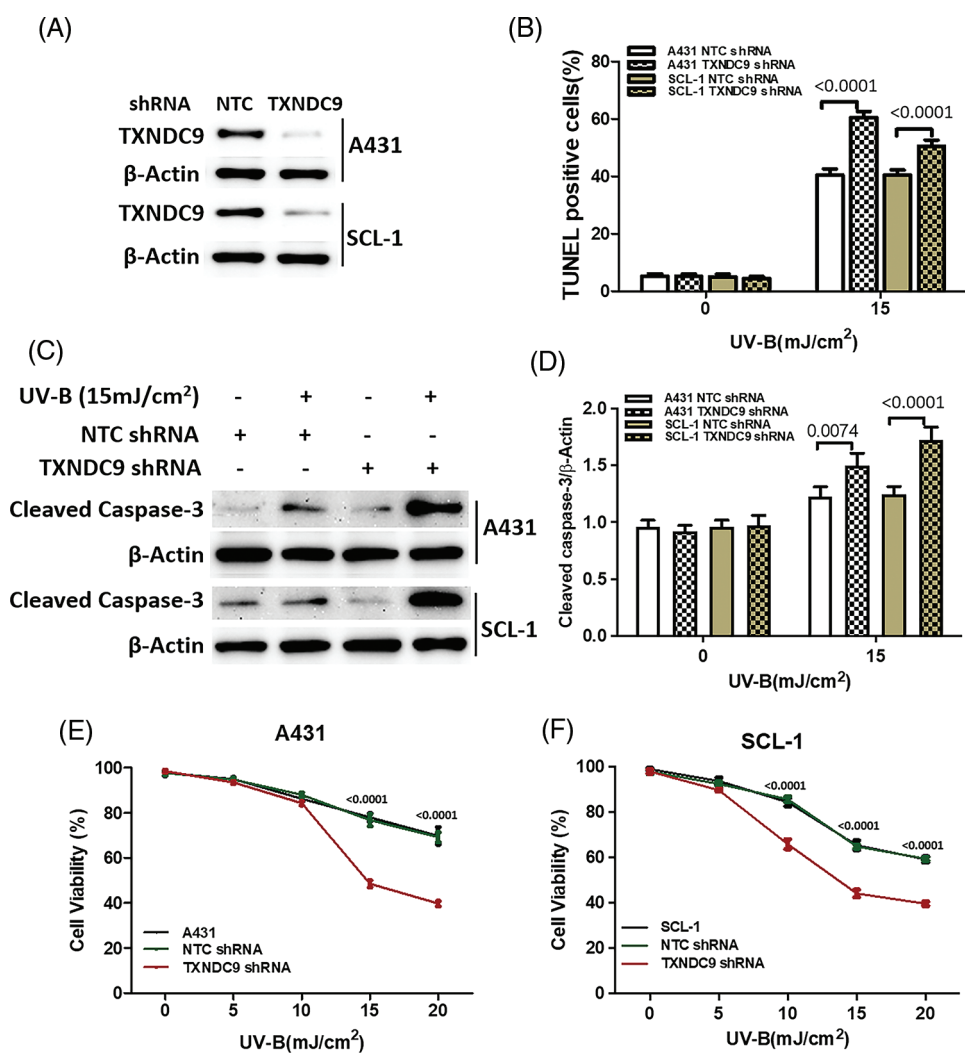 (A)
shRNA NTC TXNDC9
TXNDC9
β-Actin
A431
TXNDC9
β-Actin
SCL-1
(B)
A431 NTC shRNA
A431 TXNDC9 shRNA
SCL-1 NTC shRNA
SCL-1 TXNDC9 shRNA
<0.0001
<0.0001
TUNEL positive cells(%)
80
60
40
20
0
0 15
UV-B(mJ/cm²)
(C)
UV-B (15mJ/cm²) - + - +
NTC shRNA + + - -
TXNDC9 shRNA - - + +
Cleaved Caspase-3
β-Actin
A431
Cleaved Caspase-3
β-Actin
SCL-1
(D)
A431 NTC shRNA
A431 TXNDC9 shRNA
SCL-1 NTC shRNA
SCL-1 TXNDC9 shRNA
0.0074
<0.0001
Cleaved caspase-3/β-Actin
2.0
1.5
1.0
0.5
0.0
0 15
UV-B(mJ/cm²)
(E)
A431
Cell Viability (%)
100
80
60
40
20
0
<0.0001
<0.0001
A431
NTC shRNA
TXNDC9 shRNA
0 5 10 15 20
UV-B(mJ/cm²)
(F)
SCL-1
Cell Viability (%)
100
80
60
40
20
0
<0.0001
<0.0001
<0.0001
SCL-1
NTC shRNA
TXNDC9 shRNA
0 5 10 15 20
UV-B(mJ/cm²)